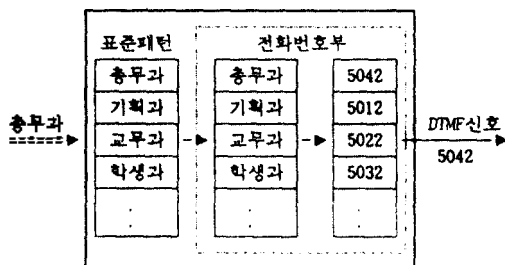 표준패턴 전화번호부
총무과 총무과 5042
기획과 기획과 5012
총무과 교무과 교무과 5022 DTMF신호
학생과 학생과 5032 5042